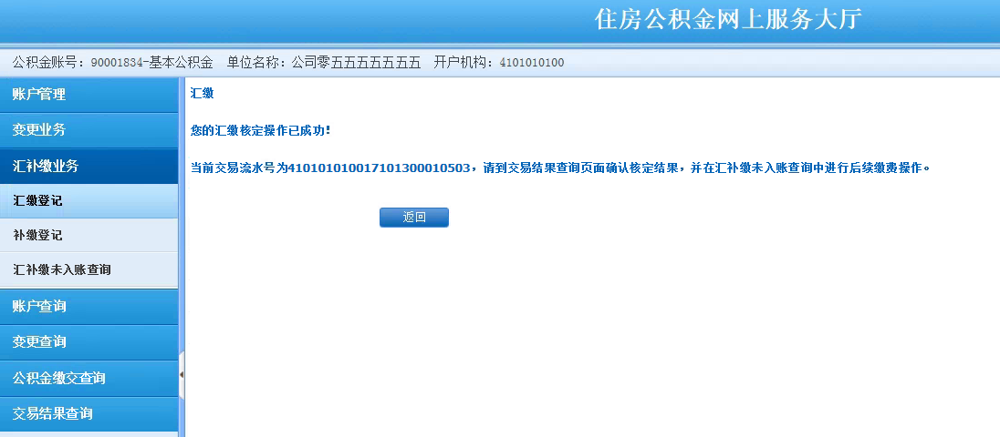 住房公积金网上服务大厅
公积金账号：90001834-基本公积金 单位名称：公司零五五五五五五五 开户机构：4101010100
账户管理
变更业务
汇补缴业务
汇缴登记
补缴登记
汇补缴未入账查询
账户查询
变更查询
公积金缴交查询
交易结果查询
汇缴
您的汇缴核定操作已成功！
当前交易流水号为410101010017101300010503，请到交易结果查询页面确认核定结果，并在汇补缴未入账查询中进行后续缴费操作。
返回